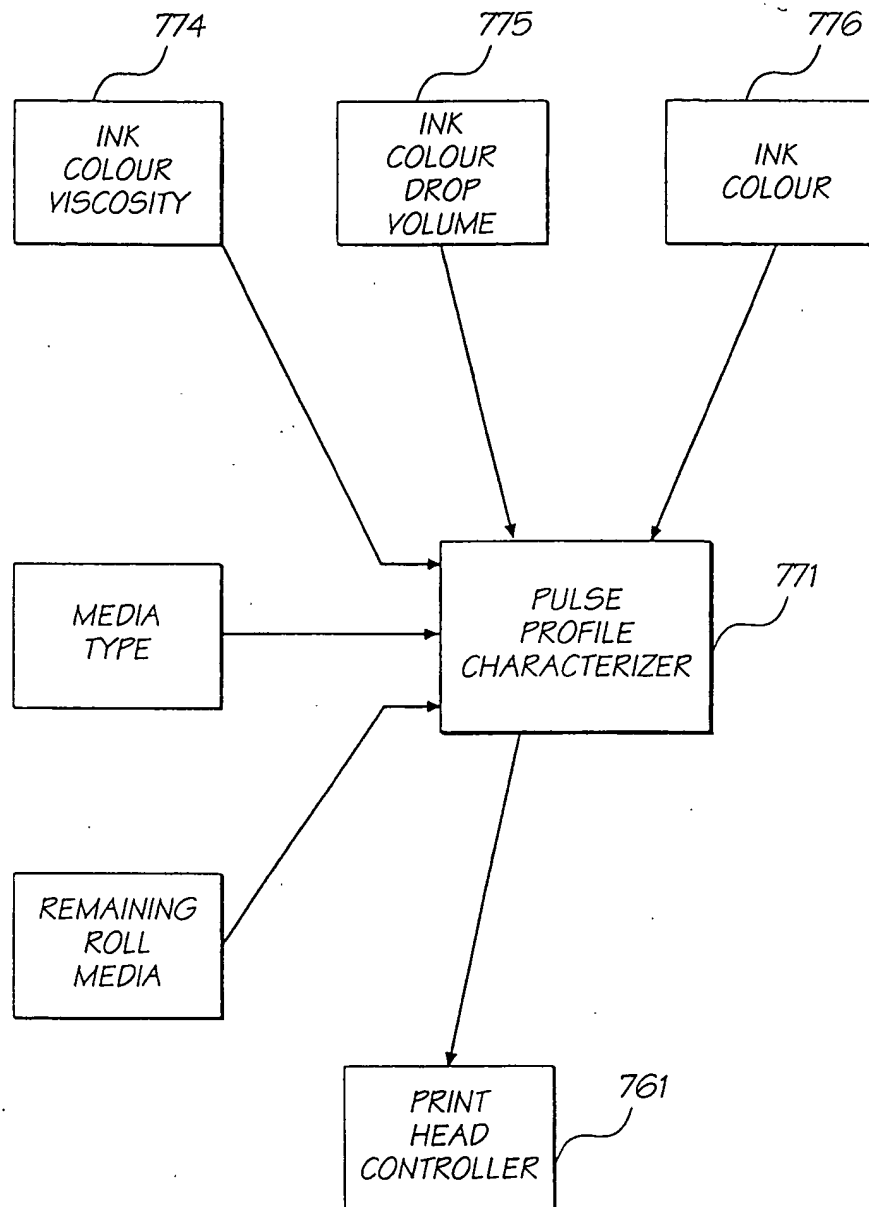 774
775
776
INK
COLOUR
VISCOSITY
INK
COLOUR
DROP
VOLUME
INK
COLOUR
MEDIA
TYPE
PULSE
PROFILE
CHARACTERIZER
771
REMAINING
ROLL
MEDIA
PRINT
HEAD
CONTROLLER
761